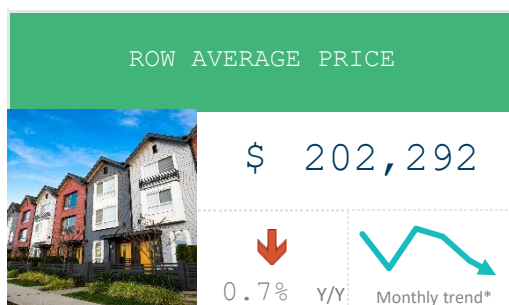 ROW AVERAGE PRICE
$ 202,292
0.7% Y/Y
Monthly trend*